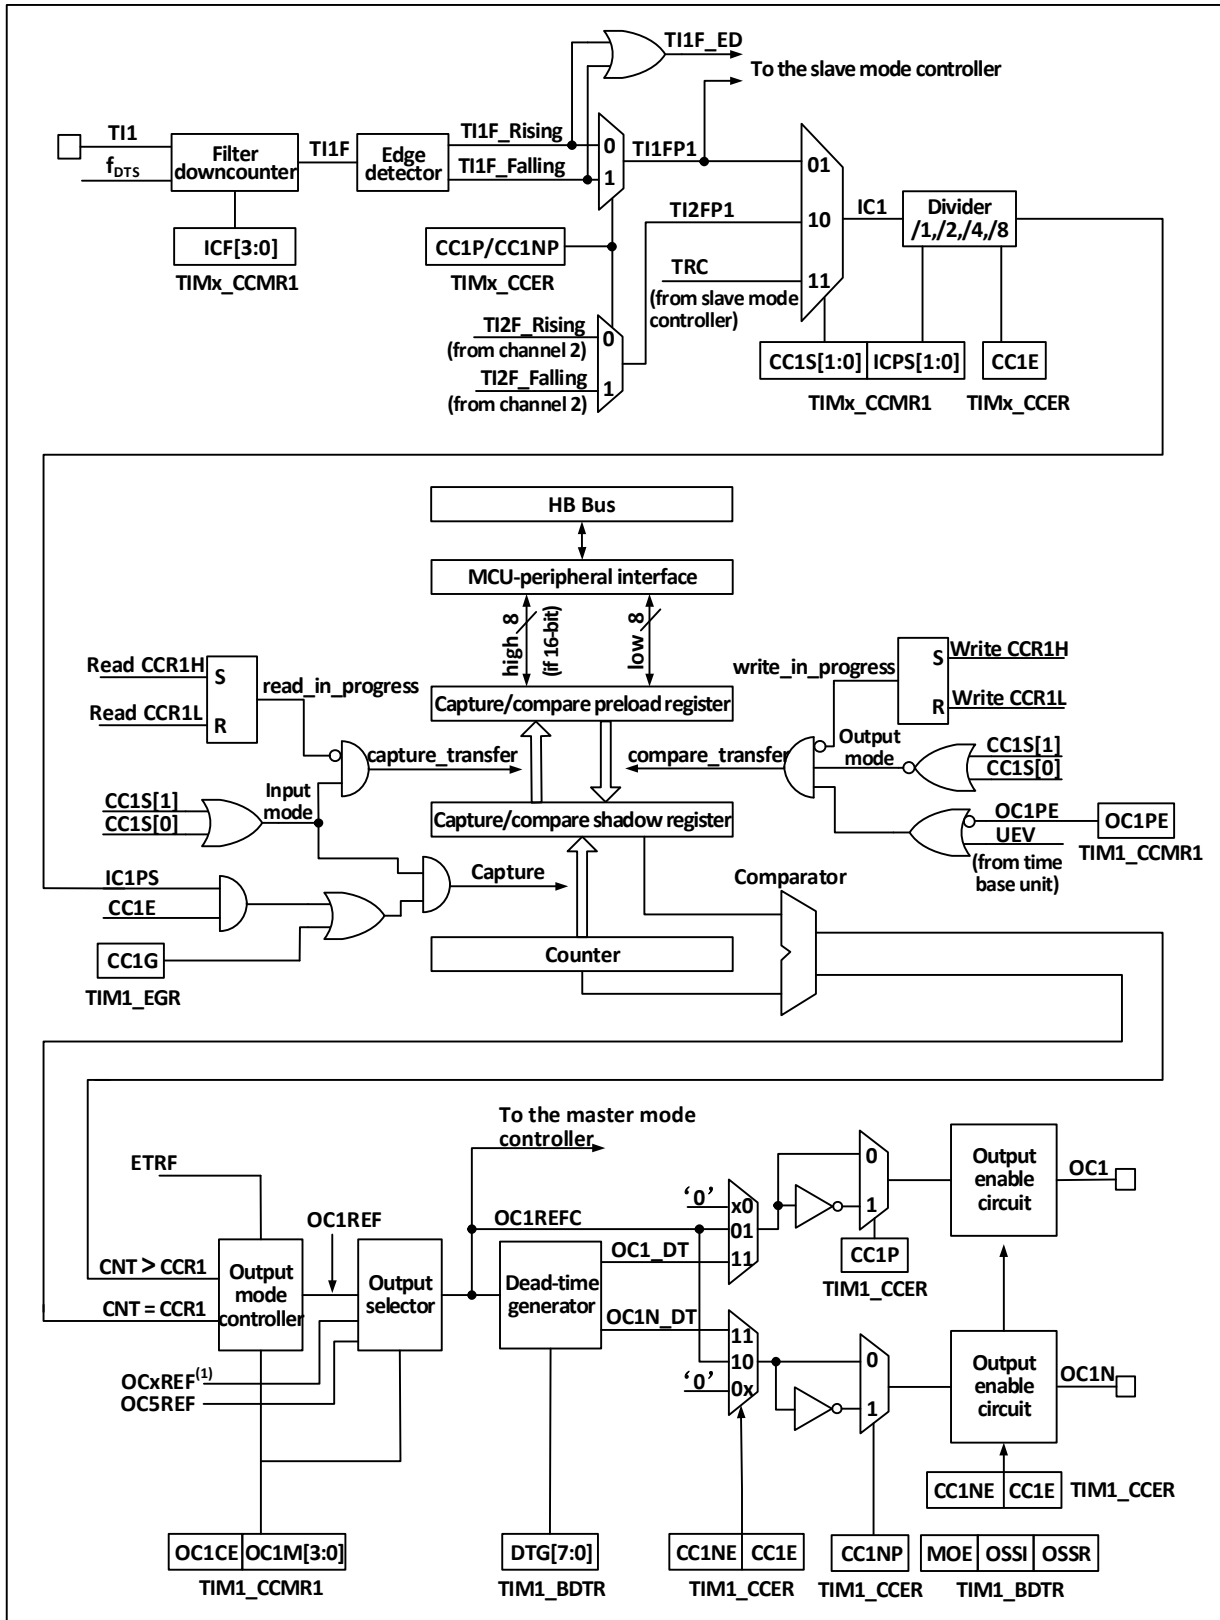 TI1F_ED
To the slave mode controller
TI1
f_DTS
Filter
downcounter
TI1F
Edge
detector
TI1F_Rising
TI1F_Falling
0
1
TI1FP1
01
10
11
IC1
Divider
/1,/2,/4,/8
ICF[3:0]
TIMx_CCMR1
CC1P/CC1NP
TIMx_CCER
TI2FP1
TRC
(from slave mode
controller)
TI2F_Rising
(from channel 2)
TI2F_Falling
(from channel 2)
0
1
CC1S[1:0]
ICPS[1:0]
TIMx_CCMR1
CC1E
TIMx_CCER
HB Bus
MCU-peripheral interface
high
8
(if 16-bit)
low
8
Read CCR1H
Read CCR1L
S
R
read_in_progress
Capture/compare preload register
write_in_progress
S
R
Write CCR1H
Write CCR1L
capture_transfer
compare_transfer
Output
mode
CC1S[1]
CC1S[0]
CC1S[1]
CC1S[0]
Input
mode
Capture/compare shadow register
OC1PE
UEV
(from time
base unit)
OC1PE
TIM1_CCMR1
IC1PS
CC1E
Capture
Comparator
CC1G
TIM1_EGR
Counter
To the master mode
controller
ETRF
OC1REF
OC1REFC
CNT > CCR1
CNT = CCR1
Output
mode
controller
Output
selector
Dead-time
generator
OC1_DT
OC1N_DT
‘0’
x0
01
11
0
1
CC1P
TIM1_CCER
Output
enable
circuit
OC1
OCxREF(1)
OC5REF
11
10
‘0’
0x
0
1
Output
enable
circuit
OC1N
CC1NE
CC1E
TIM1_CCER
OC1CE
OC1M[3:0]
TIM1_CCMR1
DTG[7:0]
TIM1_BDTR
CC1NE
CC1E
TIM1_CCER
CC1NP
TIM1_CCER
MOE
OSSI
OSSR
TIM1_BDTR